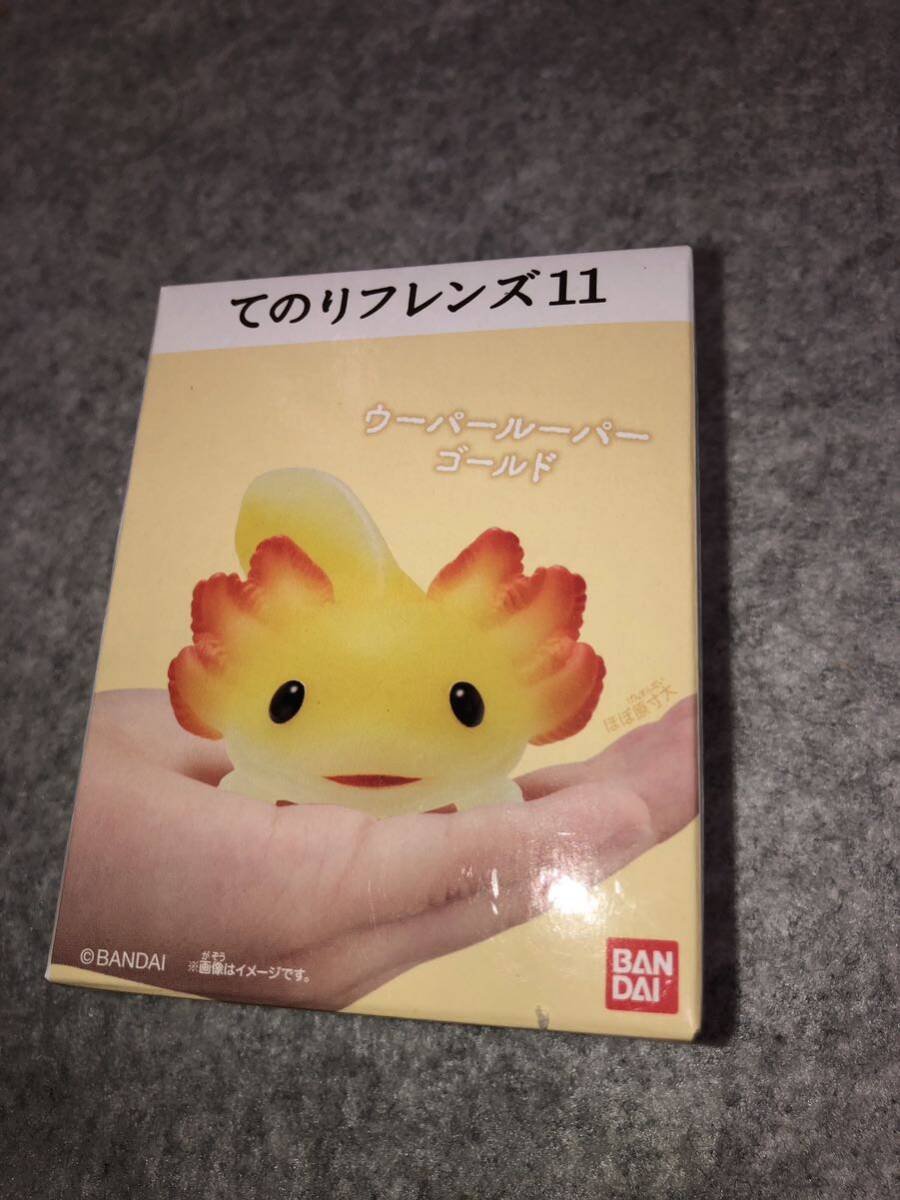 てのりフレンズ11
ウーパールーパー
ゴールド
げんすんだい
ほぼ原寸大
©BANDAI
がぞう
※画像はイメージです。
BAN
DAI